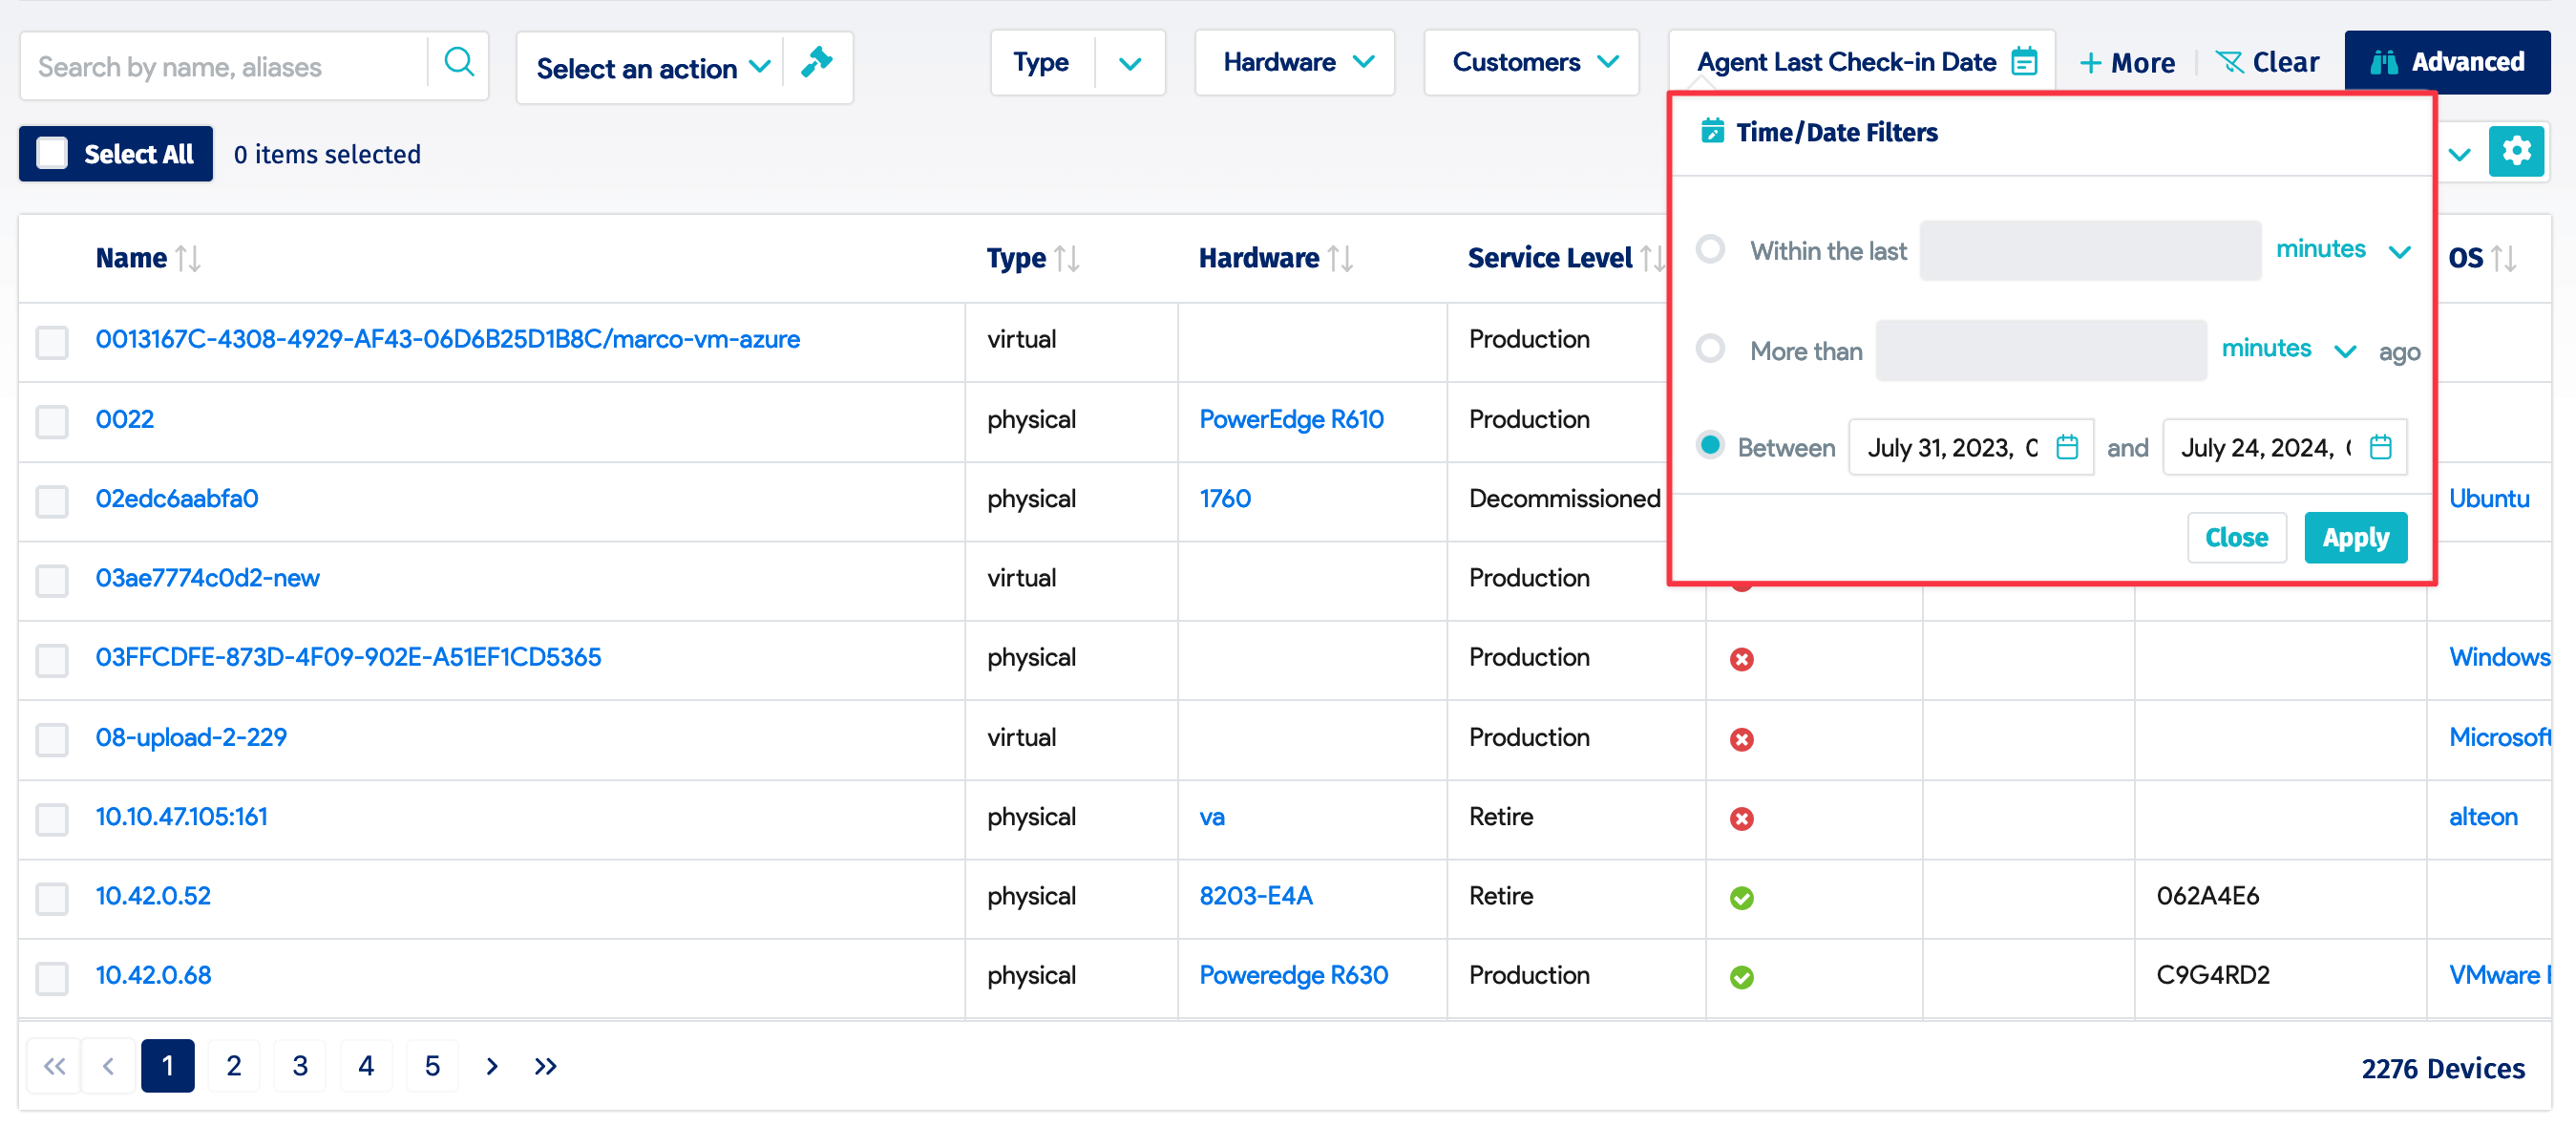 Search by name, aliases
Select an action
Type
Hardware
Customers
Agent Last Check-in Date
+ More
Clear
Advanced
Select All
0 items selected
Time/Date Filters
Within the last minutes
More than minutes ago
Between July 31, 2023, and July 24, 2024,
Close
Apply
Name Type Hardware Service Level OS
0013167C-4308-4929-AF43-06D6B25D1B8C/marco-vm-azure virtual Production
0022 physical PowerEdge R610 Production
02edc6aabfa0 physical 1760 Decommissioned Ubuntu
03ae7774c0d2-new virtual Production
03FFCDFE-873D-4F09-902E-A51EF1CD5365 physical Production Windows
08-upload-2-229 virtual Production Microsoft
10.10.47.105:161 physical va Retire alteon
10.42.0.52 physical 8203-E4A Retire 062A4E6
10.42.0.68 physical Poweredge R630 Production C9G4RD2 VMware
<< < 1 2 3 4 5 > >>
2276 Devices